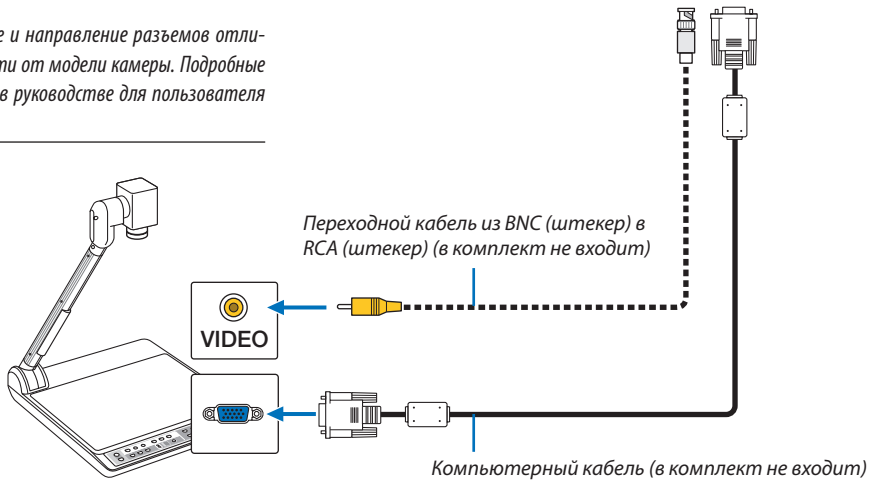 е и направление разъемов отли-
ти от модели камеры. Подробные
в руководстве для пользователя
Переходной кабель из BNC (штекер) в
RCA (штекер) (в комплект не входит)
VIDEO
Компьютерный кабель (в комплект не входит)